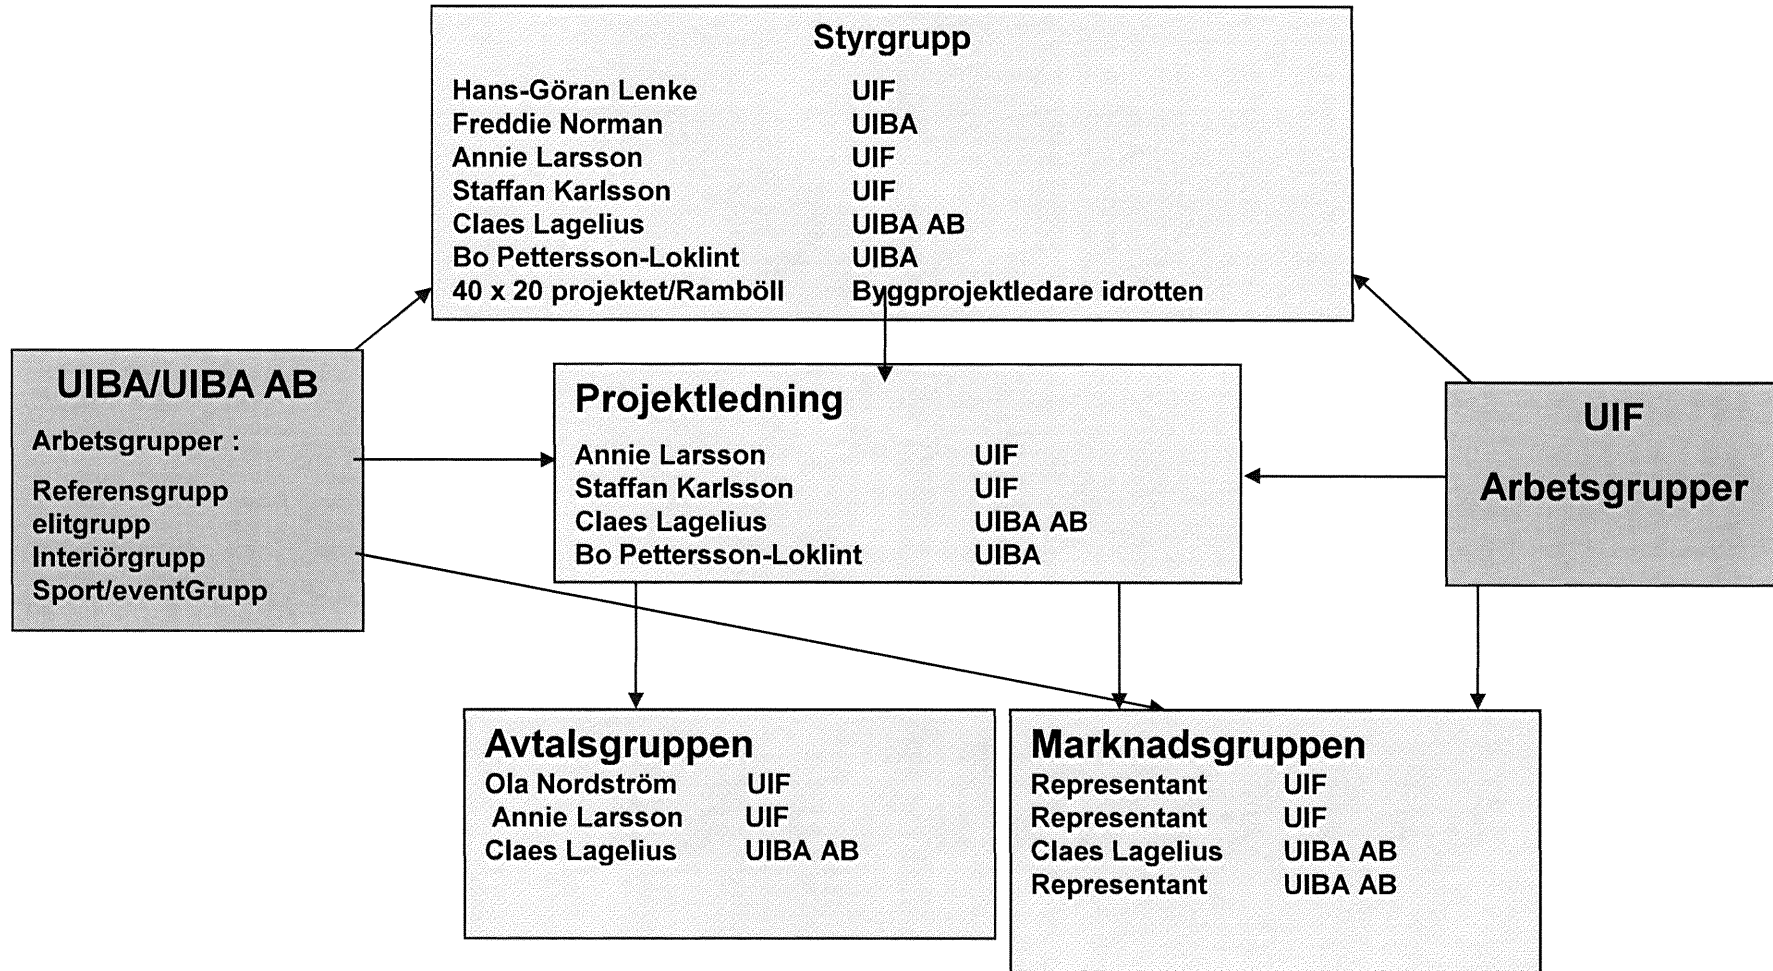 Styrgrupp
Hans-Göran Lenke UIF
Freddie Norman UIBA
Annie Larsson UIF
Staffan Karlsson UIF
Claes Lagelius UIBA AB
Bo Pettersson-Loklint UIBA
40 x 20 projektet/Ramböll Byggprojektledare idrotten
UIBA/UIBA AB
Arbetsgrupper :
Referensgrupp
elitgrupp
Interiörgrupp
Sport/eventGrupp
Projektledning
Annie Larsson UIF
Staffan Karlsson UIF
Claes Lagelius UIBA AB
Bo Pettersson-Loklint UIBA
UIF
Arbetsgrupper
Avtalsgruppen
Ola Nordström UIF
Annie Larsson UIF
Claes Lagelius UIBA AB
Marknadsgruppen
Representant UIF
Representant UIF
Claes Lagelius UIBA AB
Representant UIBA AB